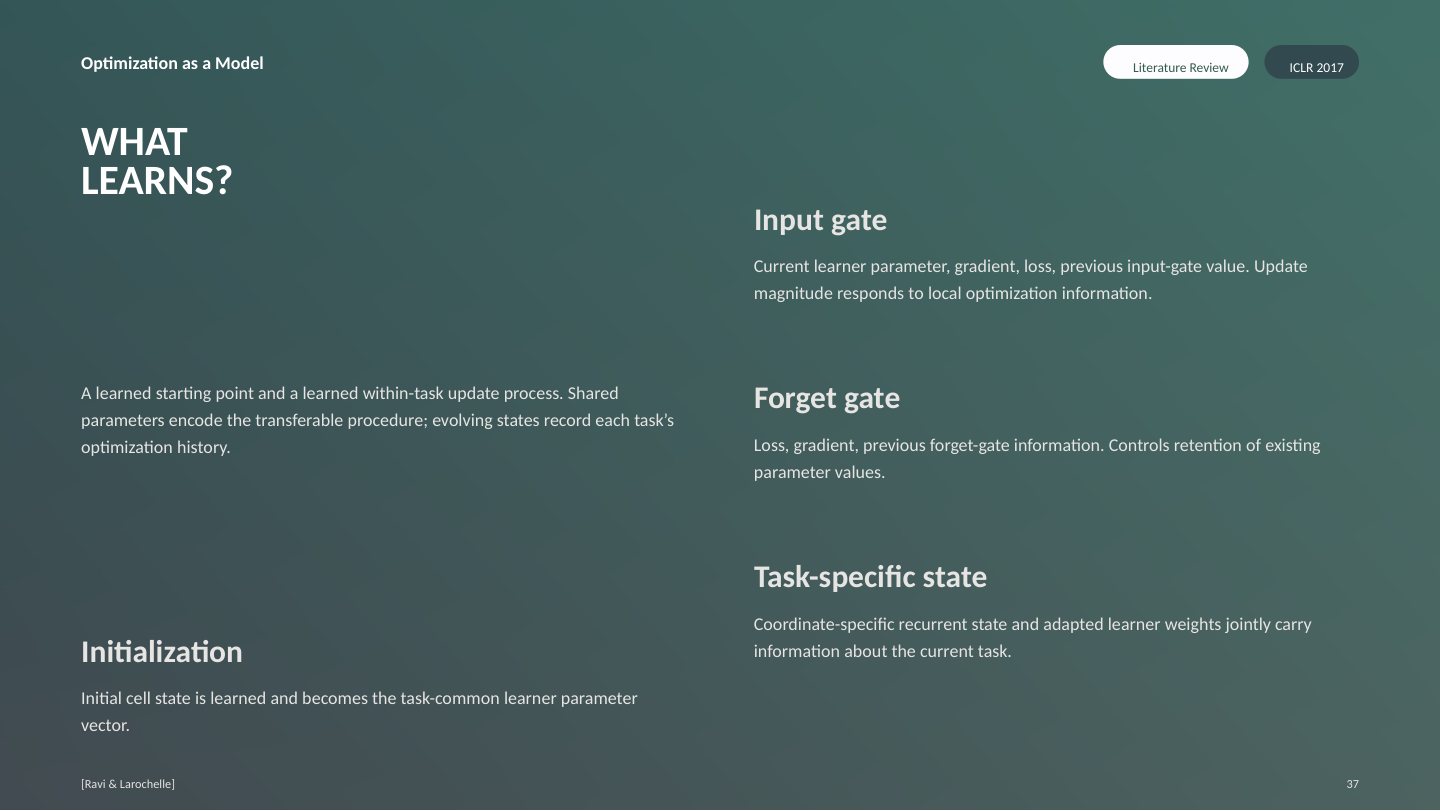 Optimization as a Model
Literature Review
ICLR 2017
WHAT
LEARNS?
A learned starting point and a learned within-task update process. Shared
parameters encode the transferable procedure; evolving states record each task’s
optimization history.
Initialization
Initial cell state is learned and becomes the task-common learner parameter
vector.
Input gate
Current learner parameter, gradient, loss, previous input-gate value. Update
magnitude responds to local optimization information.
Forget gate
Loss, gradient, previous forget-gate information. Controls retention of existing
parameter values.
Task-specific state
Coordinate-specific recurrent state and adapted learner weights jointly carry
information about the current task.
[Ravi & Larochelle]
37